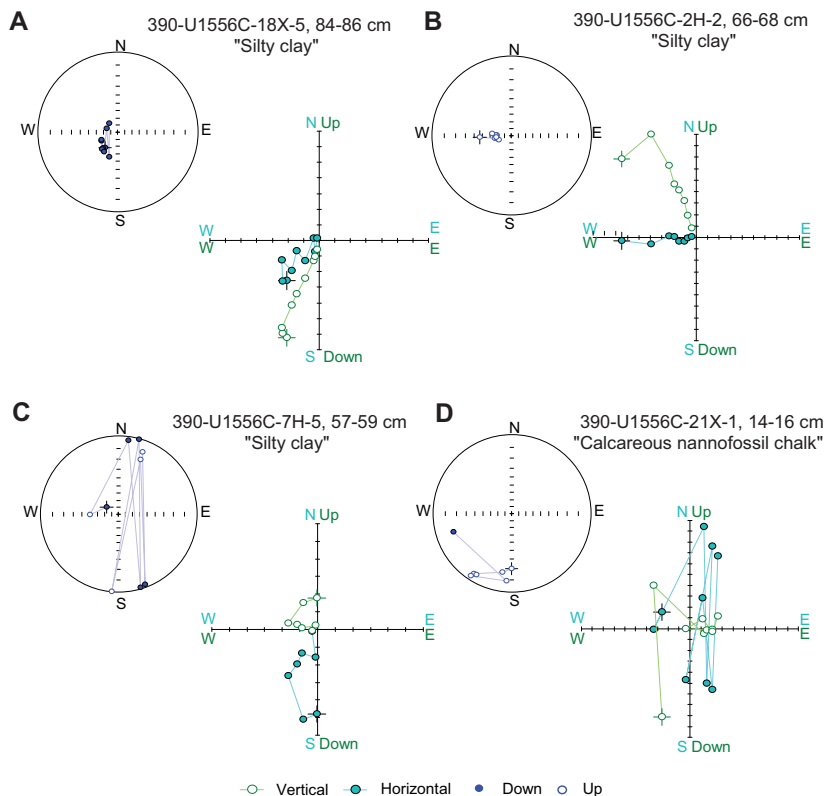 A
390-U1556C-18X-5, 84-86 cm
"Silty clay"
N
W
E
S
N Up
W
W
E
E
S Down
B
390-U1556C-2H-2, 66-68 cm
"Silty clay"
N
W
E
S
N Up
W
W
E
E
S Down
C
390-U1556C-7H-5, 57-59 cm
"Silty clay"
N
W
E
S
N Up
W
W
E
E
S Down
D
390-U1556C-21X-1, 14-16 cm
"Calcareous nannofossil chalk"
N
W
E
S
N Up
W
W
E
E
S Down
Vertical Horizontal Down Up